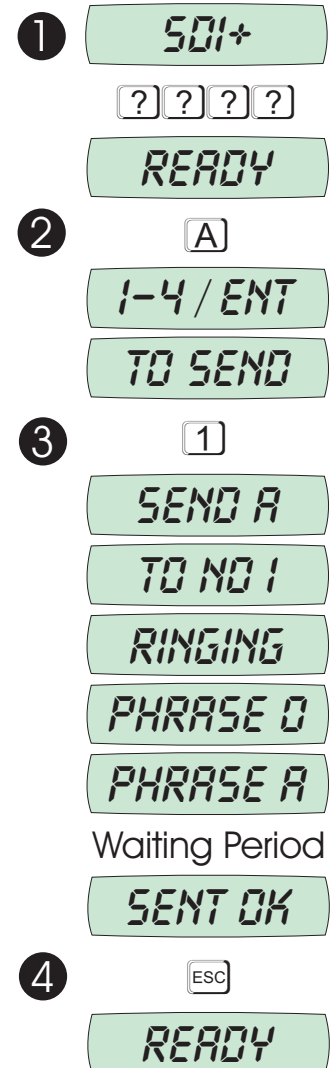 1 SD1+
? ? ? ?
READY
2 A
1-4 / ENT
TO SEND
3 1
SEND A
TO NO 1
RINGING
PHRASE 0
PHRASE A
Waiting Period
SENT OK
4 ESC
READY